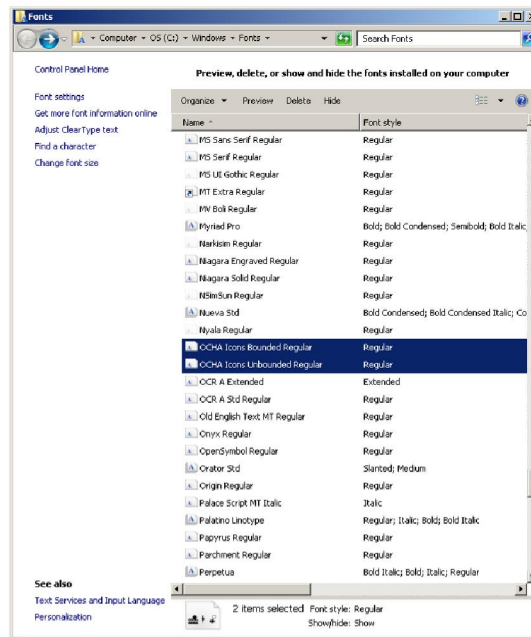 Fonts
Computer OS (C:) Windows Fonts Search Fonts
Control Panel Home
Font settings
Get more font information online
Adjust ClearType text
Find a character
Change font size
Preview, delete, or show and hide the fonts installed on your computer
Organize Preview Delete Hide
Name Font style
MS Sans Serif Regular Regular
MS Serif Regular Regular
MS UI Gothic Regular Regular
MT Extra Regular Regular
MV Boli Regular Regular
Myriad Pro Bold; Bold Condensed; Semibold; Bold Italic
Narkisim Regular Regular
Niagara Engraved Regular Regular
Niagara Solid Regular Regular
NSimSun Regular Regular
Nueva Std Bold Condensed; Bold Condensed Italic; Co
Nyala Regular Regular
OCHA Icons Bounded Regular Regular
OCHA Icons Unbounded Regular Regular
OCR A Extended Extended
OCR A Std Regular Regular
Old English Text MT Regular Regular
Onyx Regular Regular
OpenSymbol Regular Regular
Orator Std Slanted; Medium
Origin Regular Regular
Palace Script MT Italic Italic
Palatino Linotype Regular; Italic; Bold; Bold Italic
Papyrus Regular Regular
Parchment Regular Regular
Perpetua Bold Italic; Bold; Italic; Regular
See also
Text Services and Input Language
Personalization
2 items selected Font style: Regular
Show/hide: Show